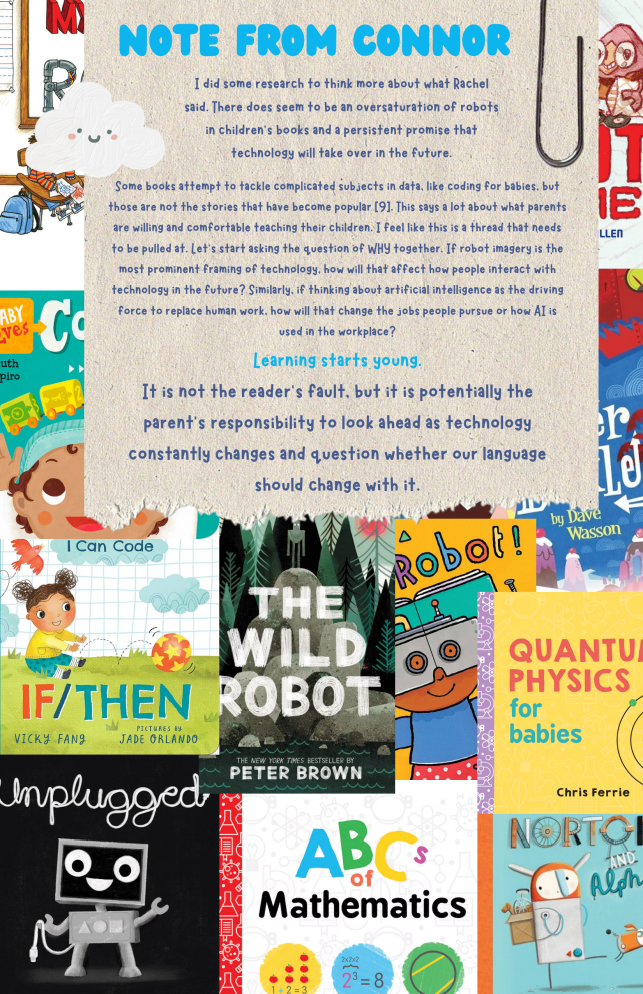 NOTE FROM CONNOR
I did some research to think more about what Rachel
said. There does seem to be an oversaturation of robots
in children's books and a persistent promise that
technology will take over in the future.
Some books attempt to tackle complicated subjects in data, like coding for babies, but
those are not the stories that have become popular [9]. This says a lot about what parents
are willing and comfortable teaching their children. I feel like this is a thread that needs
to be pulled at. Let's start asking the question of WHY together. If robot imagery is the
most prominent framing of technology, how will that affect how people interact with
technology in the future? Similarly, if thinking about artificial intelligence as the driving
force to replace human work, how will that change the jobs people pursue or how AI is
used in the workplace?
Learning starts young.
It is not the reader's fault, but it is potentially the
parent's responsibility to look ahead as technology
constantly changes and question whether our language
should change with it.
by Dave
Wasson
I Can Code
IF/THEN
VICKY FANG
PICTURES BY
JADE ORLANDO
THE
WILD
ROBOT
THE NEW YORK TIMES BESTSELLER BY
PETER BROWN
Robot!
QUANTUM
PHYSICS
for
babies
Chris Ferrie
Unplugged
ABCs
of
Mathematics
1 + 2 = 3
2x2x2
2³ = 8
NORTON
AND
Alph